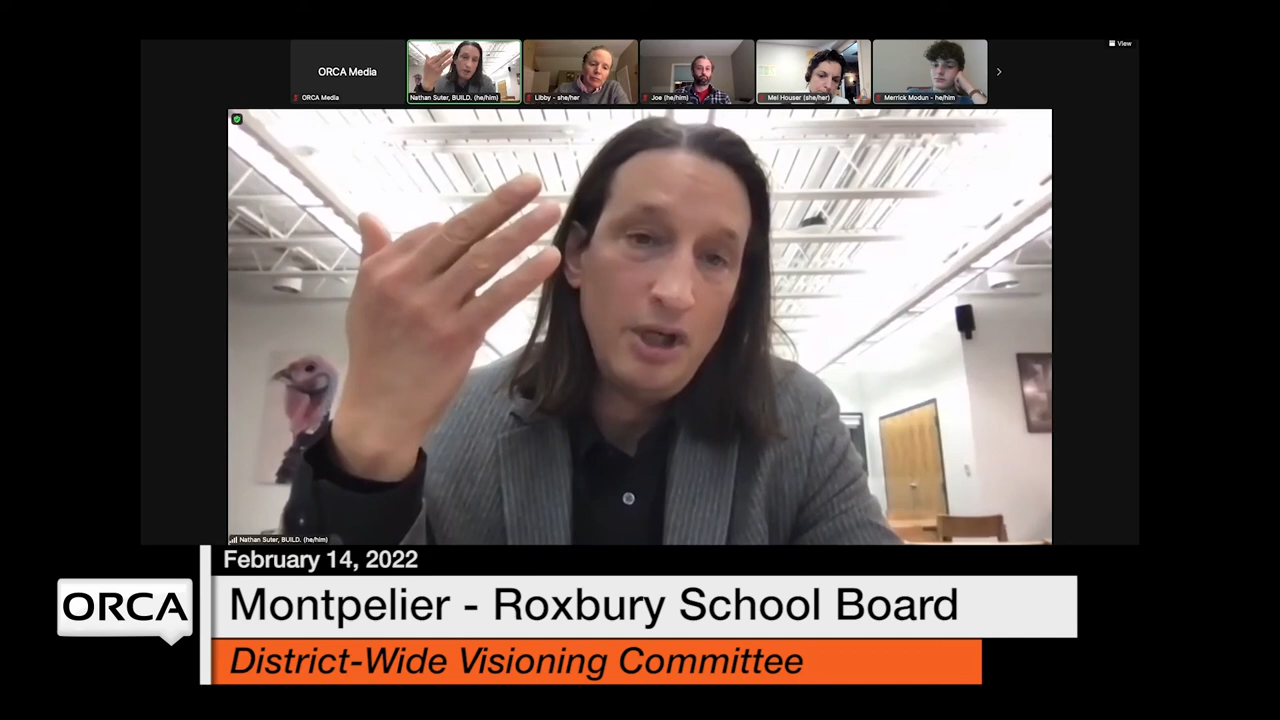 View
ORCA Media
ORCA Media
Nathan Suter, BUILD. (he/him)
Libby - she/her
Joe (he/him)
Mel Houser (she/her)
Merrick Modun - he/him
Nathan Suter, BUILD. (he/him)
February 14, 2022
ORCA
Montpelier - Roxbury School Board
District-Wide Visioning Committee